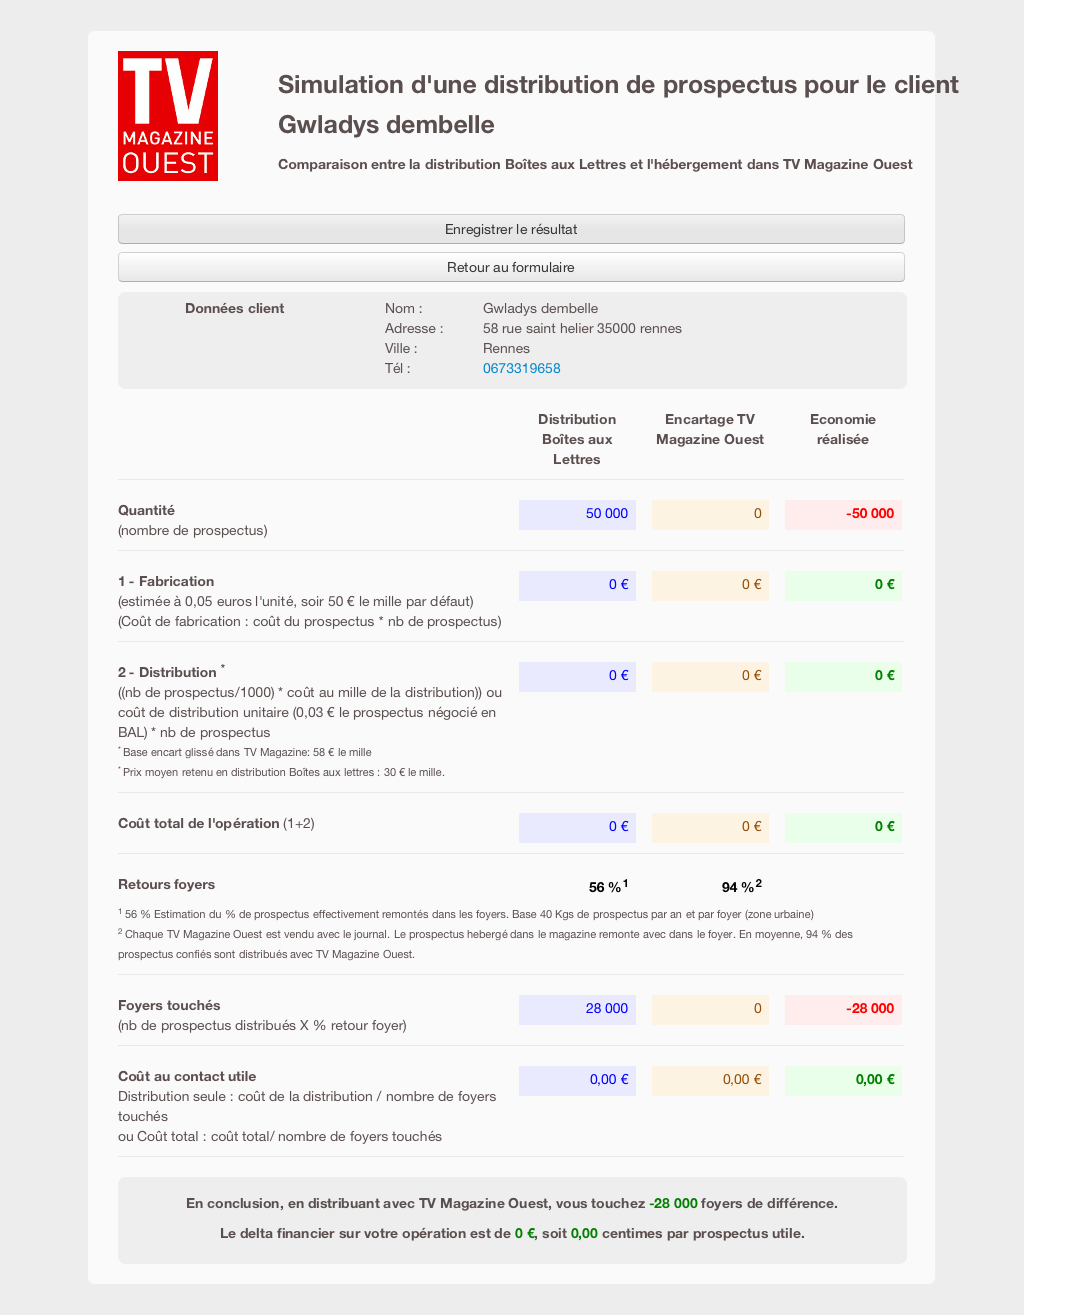 TV
MAGAZINE
OUEST
Simulation d'une distribution de prospectus pour le client
Gwladys dembelle
Comparaison entre la distribution Boîtes aux Lettres et l'hébergement dans TV Magazine Ouest
Enregistrer le résultat
Retour au formulaire
Données client
Nom : Gwladys dembelle
Adresse : 58 rue saint helier 35000 rennes
Ville : Rennes
Tél : 0673319658
Distribution Encartage TV Economie
Boîtes aux Magazine Ouest réalisée
Lettres
Quantité 50 000 0 -50 000
(nombre de prospectus)
1 - Fabrication 0 € 0 € 0 €
(estimée à 0,05 euros l'unité, soir 50 € le mille par défaut)
(Coût de fabrication : coût du prospectus * nb de prospectus)
2 - Distribution * 0 € 0 € 0 €
((nb de prospectus/1000) * coût au mille de la distribution)) ou
coût de distribution unitaire (0,03 € le prospectus négocié en
BAL) * nb de prospectus
* Base encart glissé dans TV Magazine: 58 € le mille
* Prix moyen retenu en distribution Boîtes aux lettres : 30 € le mille.
Coût total de l'opération (1+2) 0 € 0 € 0 €
Retours foyers 56 %1 94 %2
1 56 % Estimation du % de prospectus effectivement remontés dans les foyers. Base 40 Kgs de prospectus par an et par foyer (zone urbaine)
2 Chaque TV Magazine Ouest est vendu avec le journal. Le prospectus hebergé dans le magazine remonte avec dans le foyer. En moyenne, 94 % des
prospectus confiés sont distribués avec TV Magazine Ouest.
Foyers touchés 28 000 0 -28 000
(nb de prospectus distribués X % retour foyer)
Coût au contact utile 0,00 € 0,00 € 0,00 €
Distribution seule : coût de la distribution / nombre de foyers
touchés
ou Coût total : coût total/ nombre de foyers touchés
En conclusion, en distribuant avec TV Magazine Ouest, vous touchez -28 000 foyers de différence.
Le delta financier sur votre opération est de 0 €, soit 0,00 centimes par prospectus utile.